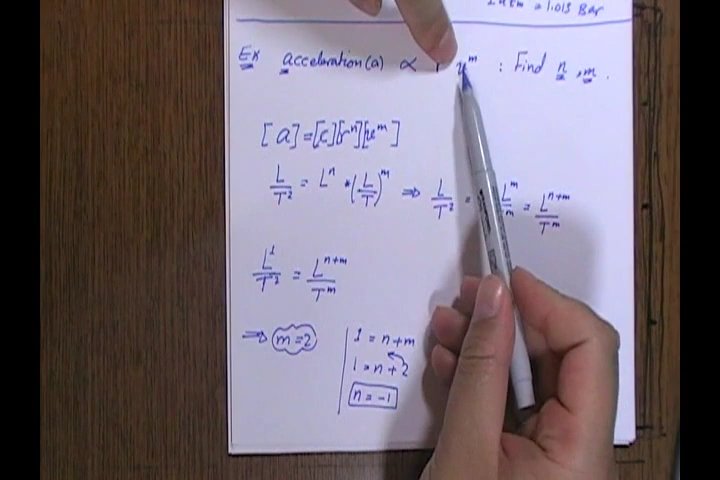 1 atm = 1.013 Bar
Ex acceleration (a) ∝ r v^m : Find n, m.
[a] = [c][r^n][v^m]
L/T² = L^n * (L/T)^m ⇒ L/T² = L^m/m = L^(n+m)/T^m
L¹/T² = L^(n+m)/T^m
⇒ m = 2
1 = n+m
1 = n + 2
n = -1